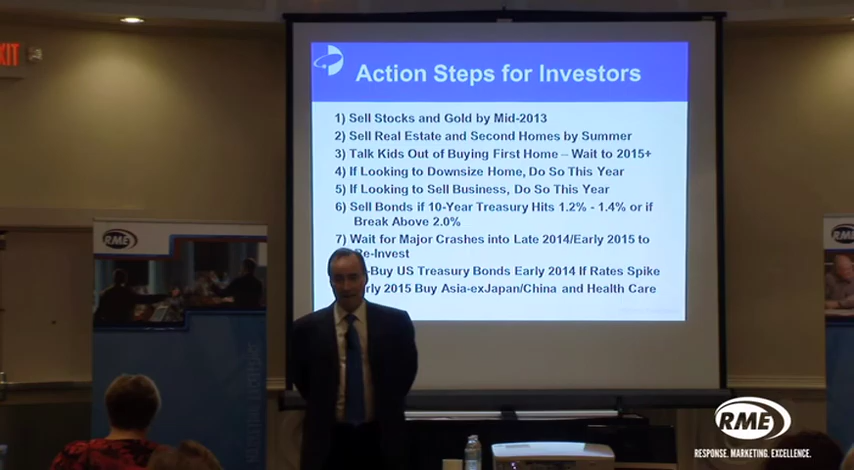 EXIT
Action Steps for Investors
1) Sell Stocks and Gold by Mid-2013
2) Sell Real Estate and Second Homes by Summer
3) Talk Kids Out of Buying First Home – Wait to 2015+
4) If Looking to Downsize Home, Do So This Year
5) If Looking to Sell Business, Do So This Year
6) Sell Bonds if 10-Year Treasury Hits 1.2% - 1.4% or if
Break Above 2.0%
7) Wait for Major Crashes into Late 2014/Early 2015 to
e-Invest
-Buy US Treasury Bonds Early 2014 If Rates Spike
rly 2015 Buy Asia-exJapan/China and Health Care
RME
RME
RME
RESPONSE. MARKETING. EXCELLENCE.